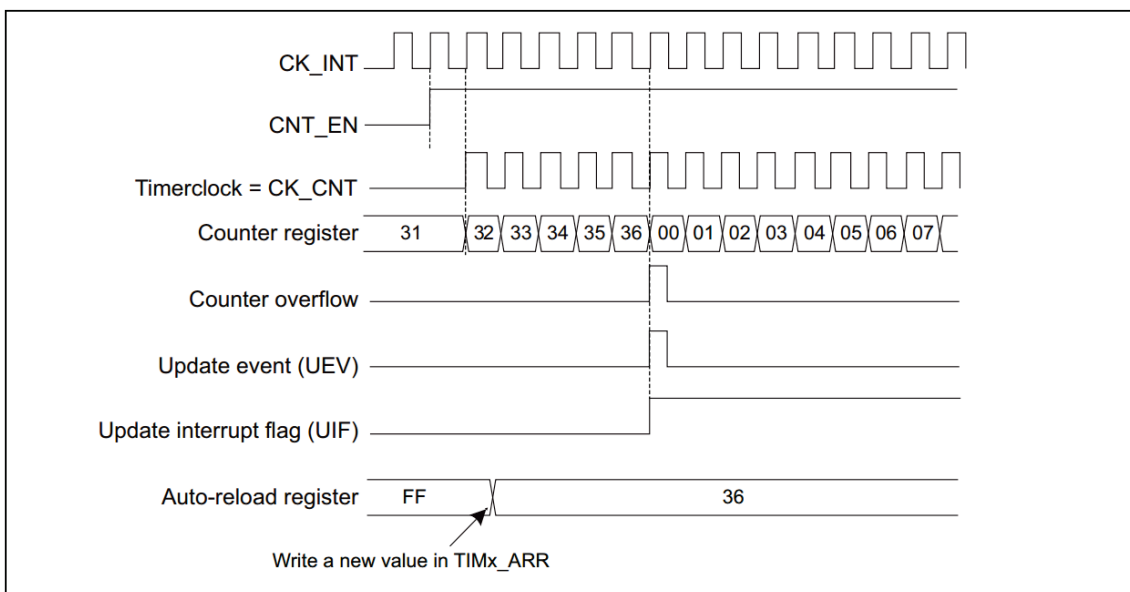 CK_INT
CNT_EN
Timerclock = CK_CNT
Counter register 31 32 33 34 35 36 00 01 02 03 04 05 06 07
Counter overflow
Update event (UEV)
Update interrupt flag (UIF)
Auto-reload register FF 36
Write a new value in TIMx_ARR